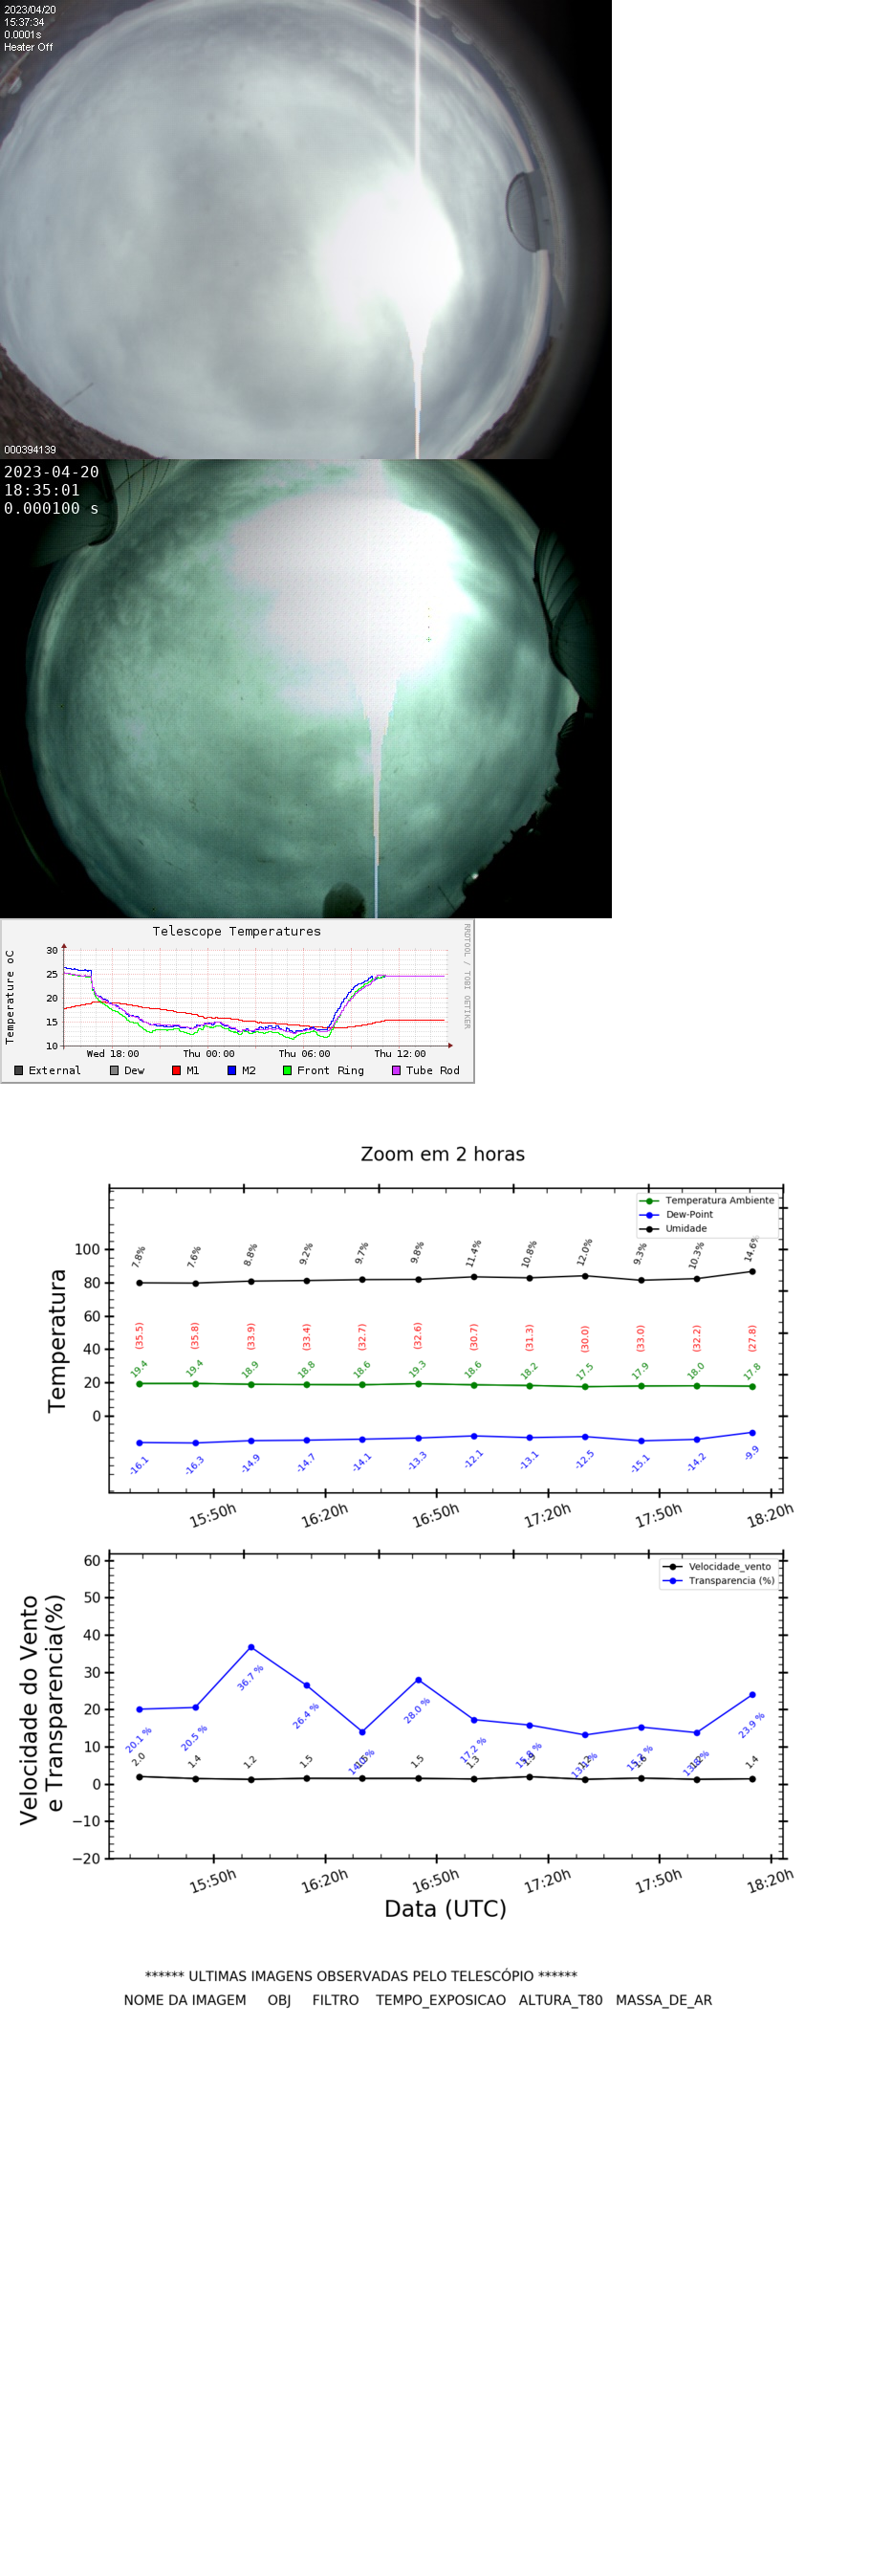 2023/04/20
15:37:34
0.0001s
Heater Off
000394139
2023-04-20
18:35:01
0.000100 s
Telescope Temperatures
RRDTOOL / TOBI OETIKER
Temperature oC
30
25
20
15
10
Wed 18:00 Thu 00:00 Thu 06:00 Thu 12:00
External Dew M1 M2 Front Ring Tube Rod
Zoom em 2 horas
Temperatura Ambiente
Dew-Point
Umidade
Temperatura
100
80
60
40
20
0
7.8% 7.6% 8.8% 9.2% 9.7% 9.8% 11.4% 10.8% 12.0% 9.3% 10.3% 14.6%
(35.5) (35.8) (33.9) (33.4) (32.7) (32.6) (30.7) (31.3) (30.0) (33.0) (32.2) (27.8)
19.4 19.4 18.9 18.8 18.6 19.3 18.6 18.2 17.5 17.9 18.0 17.8
-16.1 -16.3 -14.9 -14.7 -14.1 -13.3 -12.1 -13.1 -12.5 -15.1 -14.2 -9.9
15:50h 16:20h 16:50h 17:20h 17:50h 18:20h
Velocidade_vento
Transparencia (%)
Velocidade do Vento
e Transparencia(%)
60
50
40
30
20
10
0
−10
−20
20.1 % 20.5 % 36.7 % 26.4 % 28.0 % 17.2 % 23.9 %
2.0 1.4 1.2 1.5 1.5 1.3 1.4
15:50h 16:20h 16:50h 17:20h 17:50h 18:20h
Data (UTC)
****** ULTIMAS IMAGENS OBSERVADAS PELO TELESCÓPIO ******
NOME DA IMAGEM OBJ FILTRO TEMPO_EXPOSICAO ALTURA_T80 MASSA_DE_AR